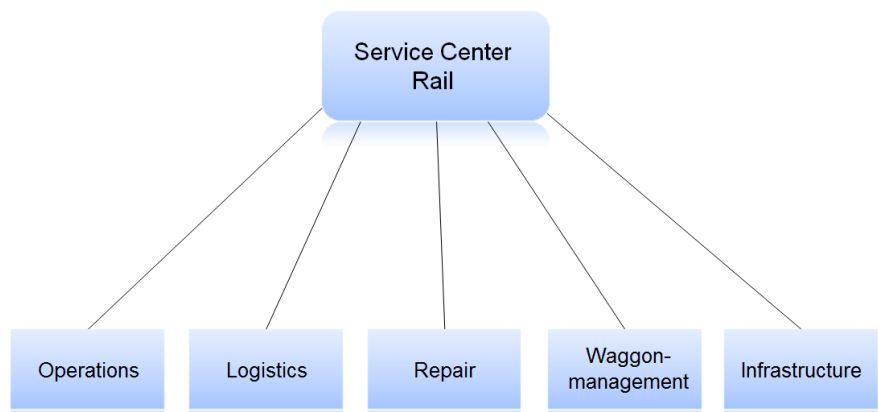 Service Center
Rail
Operations
Logistics
Repair
Waggon-
management
Infrastructure